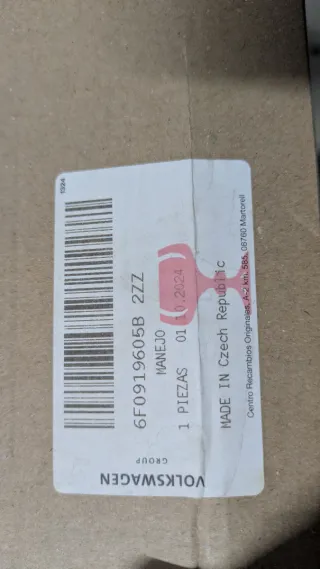 VOLKSWAGEN
GROUP
6F0919605B 2ZZ
MANEJO
1 PIEZAS 01.10.2024
MADE IN Czech Republic
Centro Recambios Originales, A-2 km. 585, 08760 Martorell
1994